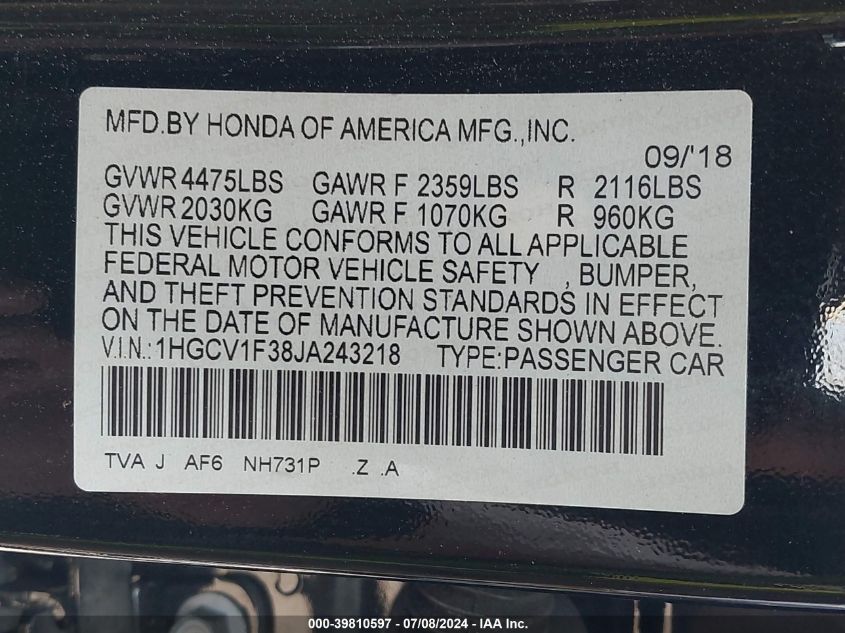 MFD.BY HONDA OF AMERICA MFG.,INC.
09/'18
GVWR 4475LBS GAWR F 2359LBS R 2116LBS
GVWR 2030KG GAWR F 1070KG R 960KG
THIS VEHICLE CONFORMS TO ALL APPLICABLE
FEDERAL MOTOR VEHICLE SAFETY , BUMPER,
AND THEFT PREVENTION STANDARDS IN EFFECT
ON THE DATE OF MANUFACTURE SHOWN ABOVE.
V.I.N.:1HGCV1F38JA243218 TYPE:PASSENGER CAR
TVA J AF6 NH731P .Z .A
000-39810597 / 07/08/2024 - IAA Inc.